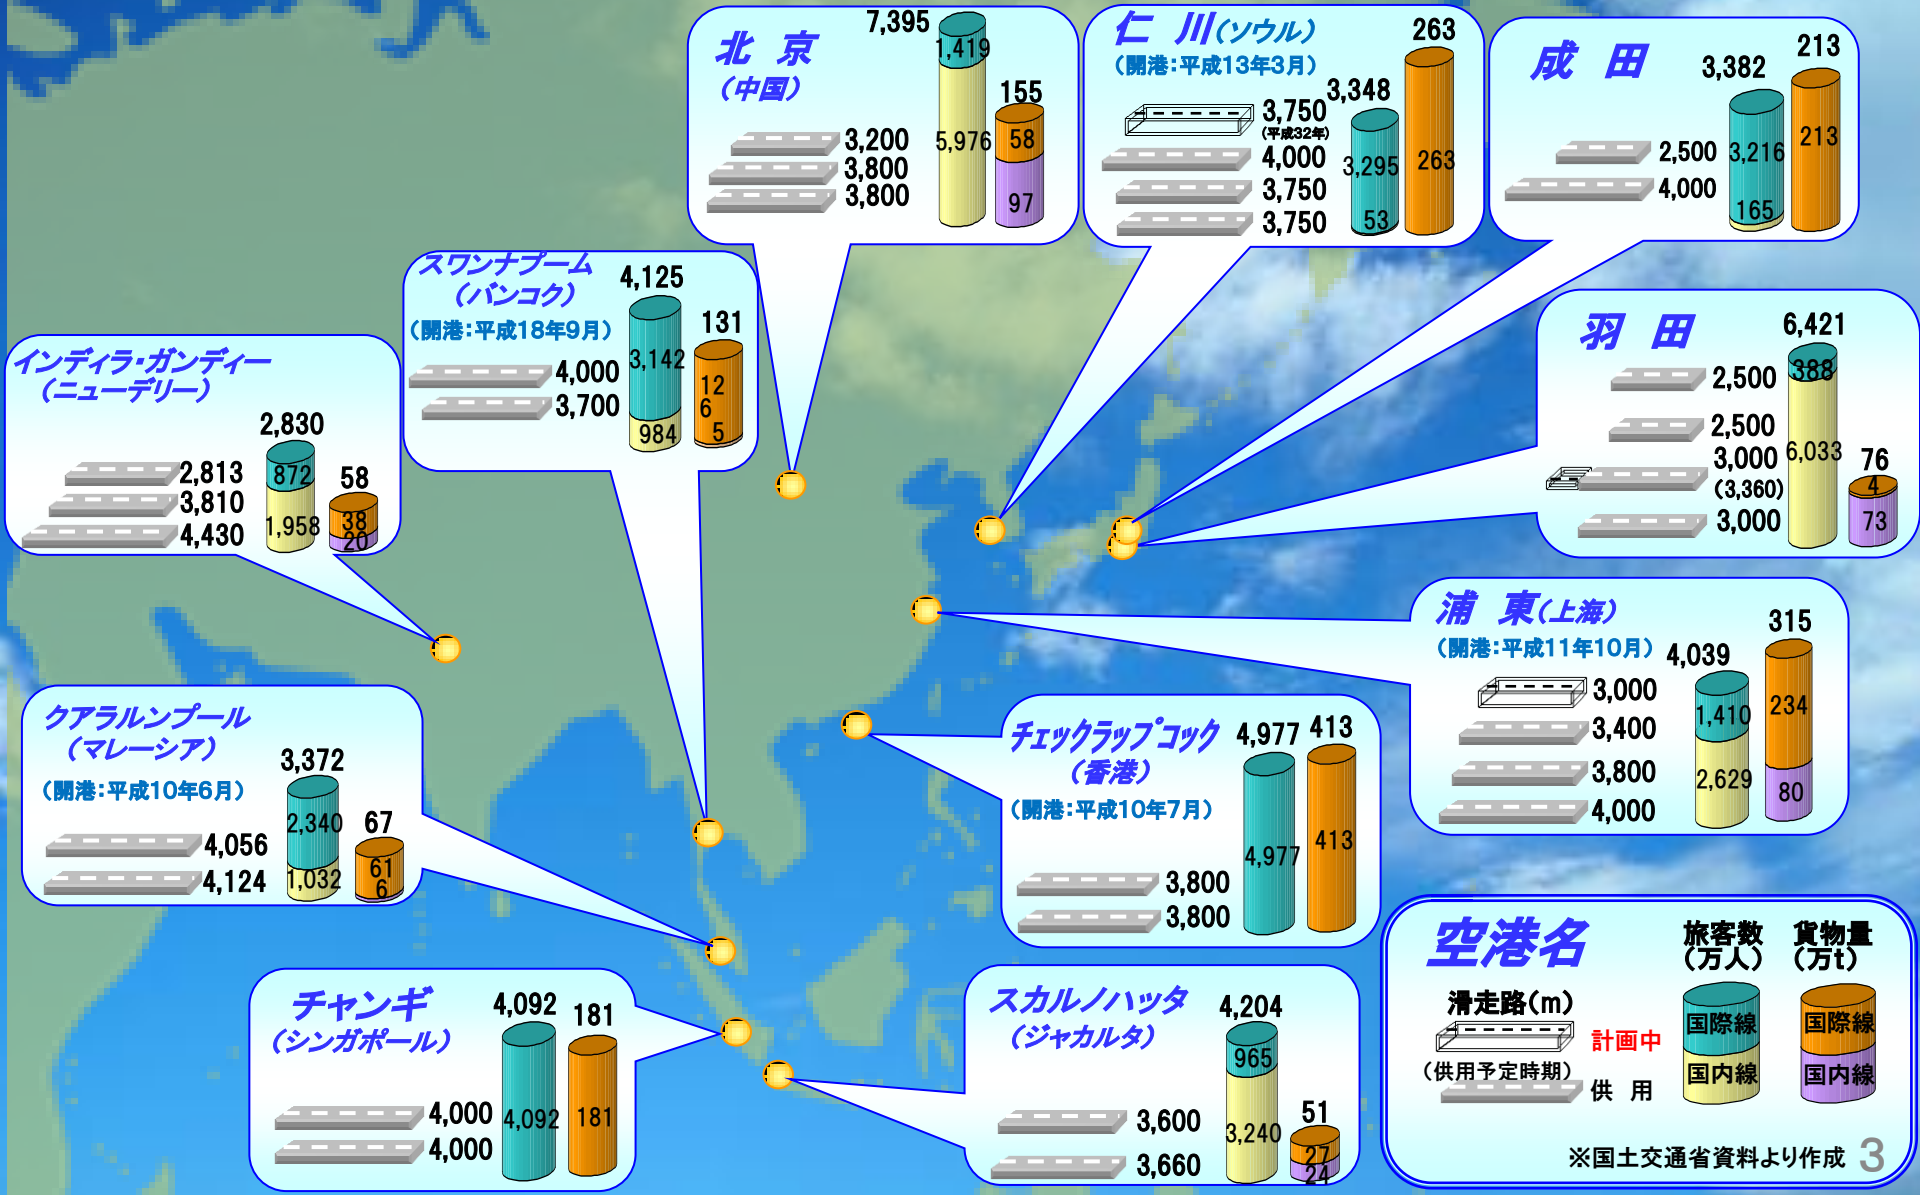 北 京
(中国)
3,200
3,800
3,800
7,395
1,419
5,976
155
58
97
仁 川(ソウル)
(開港:平成13年3月)
3,750
(平成32年)
4,000
3,750
3,750
3,348
3,295
53
263
263
成 田
2,500
4,000
3,382
3,216
165
213
213
スワンナプーム
(バンコク)
(開港:平成18年9月)
4,000
3,700
4,125
3,142
984
131
12
6
5
羽 田
2,500
2,500
3,000
(3,360)
3,000
6,421
388
6,033
76
4
73
インディラ・ガンディー
(ニューデリー)
2,813
3,810
4,430
2,830
872
1,958
58
38
20
浦 東(上海)
(開港:平成11年10月)
3,000
3,400
3,800
4,000
4,039
1,410
2,629
315
234
80
クアラルンプール
(マレーシア)
(開港:平成10年6月)
4,056
4,124
3,372
2,340
1,032
67
61
6
チェックラップコック
(香港)
(開港:平成10年7月)
3,800
3,800
4,977
4,977
413
413
チャンギ
(シンガポール)
4,000
4,000
4,092
4,092
181
181
スカルノハッタ
(ジャカルタ)
3,600
3,660
4,204
965
3,240
51
27
24
空港名
滑走路(m)
計画中
(供用予定時期)
供 用
旅客数
(万人)
国際線
国内線
貨物量
(万t)
国際線
国内線
※国土交通省資料より作成
3